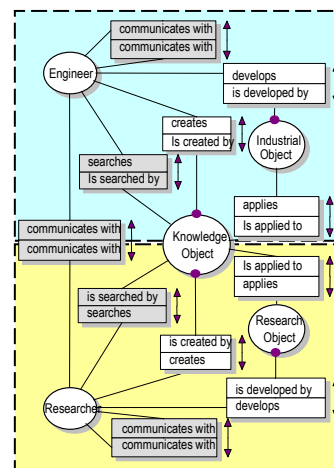 communicates with
communicates with
Engineer
develops
is developed by
creates
Is created by
Industrial
Object
searches
Is searched by
applies
Is applied to
communicates with
communicates with
Knowledge
Object
Is applied to
applies
is searched by
searches
Research
Object
is created by
creates
is developed by
develops
Researcher
communicates with
communicates with